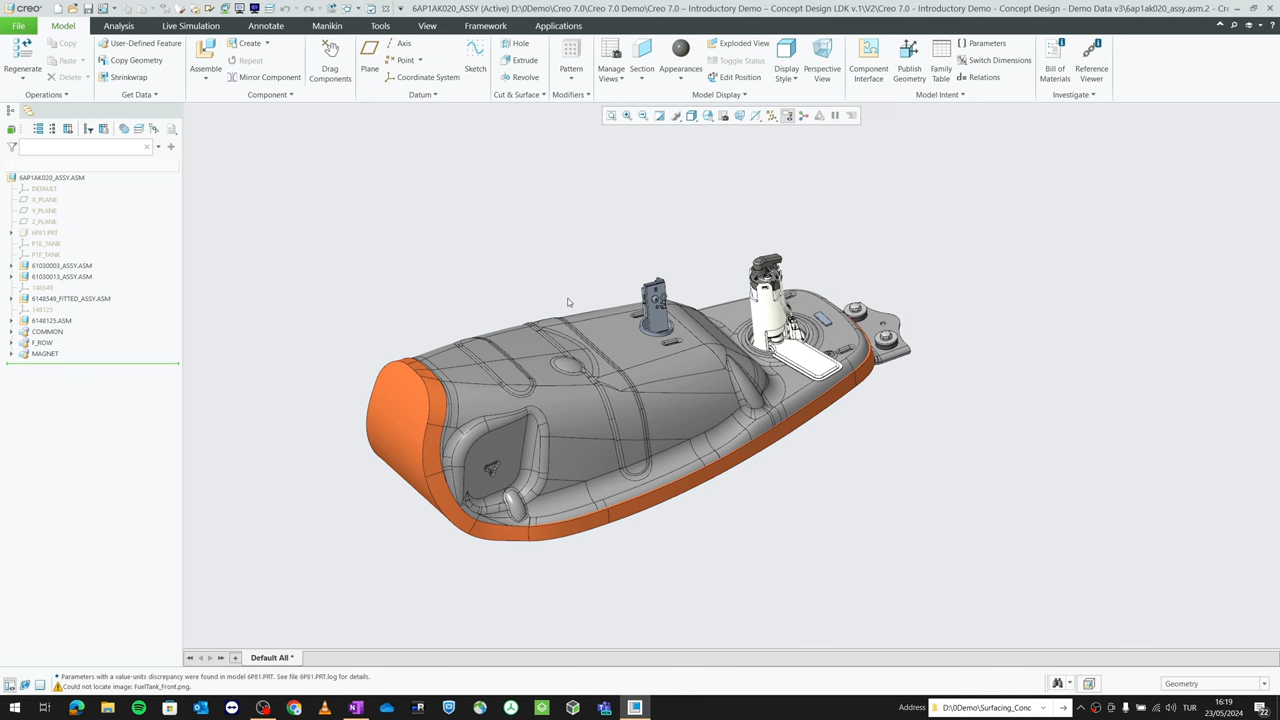 creo
6AP1AK020_ASSY (Active) D:\0Demo\Creo 7.0\Creo 7.0 Demo\Creo 7.0 – Introductory Demo – Concept Design LDK v.1\V2\Creo 7.0 - Introductory Demo – Concept Design - Demo Data v3\6ap1ak020_assy.asm.2 - Cre
File Model Analysis Live Simulation Annotate Manikin Tools View Framework Applications
Regenerate
Copy
Paste
Delete
Operations
User-Defined Feature
Copy Geometry
Shrinkwrap
Get Data
Assemble
Create
Repeat
Mirror Component
Component
Drag Components
Plane
Axis
Point
Coordinate System
Sketch
Datum
Hole
Extrude
Revolve
Cut & Surface
Pattern
Modifiers
Manage Views
Section
Appearances
Exploded View
Toggle Status
Edit Position
Display Style
Perspective View
Model Display
Component Interface
Publish Geometry
Family Table
Parameters
Switch Dimensions
Relations
Model Intent
Bill of Materials
Reference Viewer
Investigate
6AP1AK020_ASSY.ASM
DEFAULT
X_PLANE
Y_PLANE
Z_PLANE
6P81.PRT
P1E_TANK
P1F_TANK
61030003_ASSY.ASM
61030013_ASSY.ASM
148549
6148549_FITTED_ASSY.ASM
148125
6148125.ASM
COMMON
F_ROW
MAGNET
Default All *
Parameters with a value-units discrepancy were found in model 6P81.PRT. See file 6P81.PRT.log for details.
Could not locate image: FuelTank_Front.png.
Geometry
Address D:\0Demo\Surfacing_Conc
TUR
16:19
23/05/2024
22